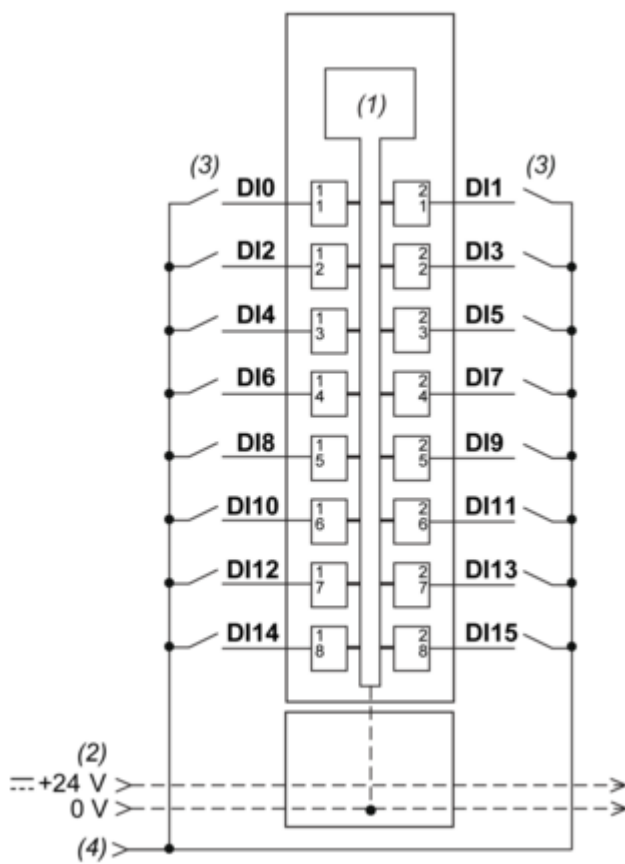 (1)
(3) (3)
DI0 1 1 2 1 DI1
DI2 1 2 2 2 DI3
DI4 1 3 2 3 DI5
DI6 1 4 2 4 DI7
DI8 1 5 2 5 DI9
DI10 1 6 2 6 DI11
DI12 1 7 2 7 DI13
DI14 1 8 2 8 DI15
(2)
⎓ +24 V
0 V
(4)